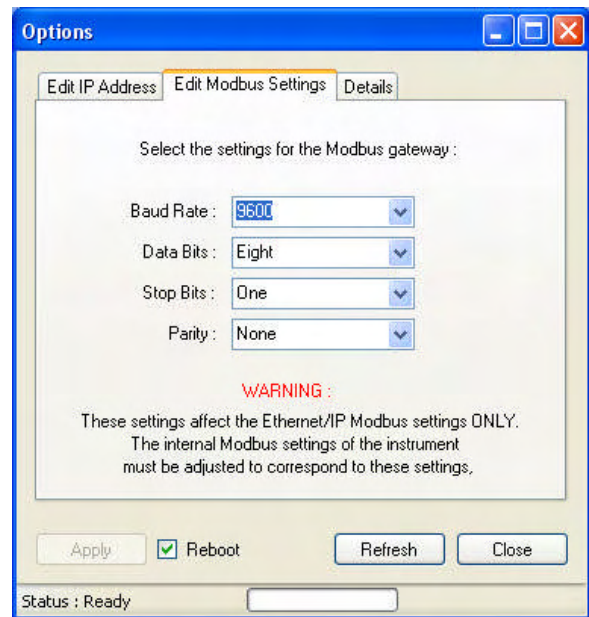 Options
Edit IP Address Edit Modbus Settings Details
Select the settings for the Modbus gateway :
Baud Rate : 9600
Data Bits : Eight
Stop Bits : One
Parity : None
WARNING :
These settings affect the Ethernet/IP Modbus settings ONLY.
The internal Modbus settings of the instrument
must be adjusted to correspond to these settings,
Apply Reboot Refresh Close
Status : Ready